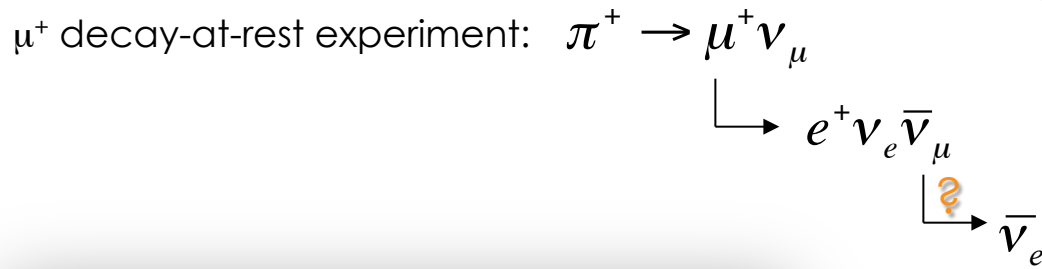 μ⁺ decay-at-rest experiment: π⁺ → μ⁺ν_μ
e⁺ν_e ν̄_μ
?
ν̄_e